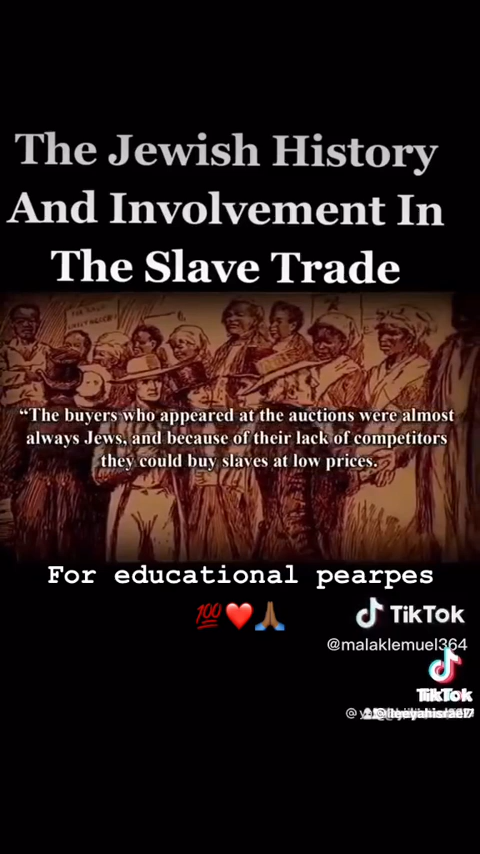 The Jewish History
And Involvement In
The Slave Trade
“The buyers who appeared at the auctions were almost
always Jews, and because of their lack of competitors
they could buy slaves at low prices.
For educational pearpes
💯❤️🙏🏾
TikTok
@malaklemuel364
TikTok